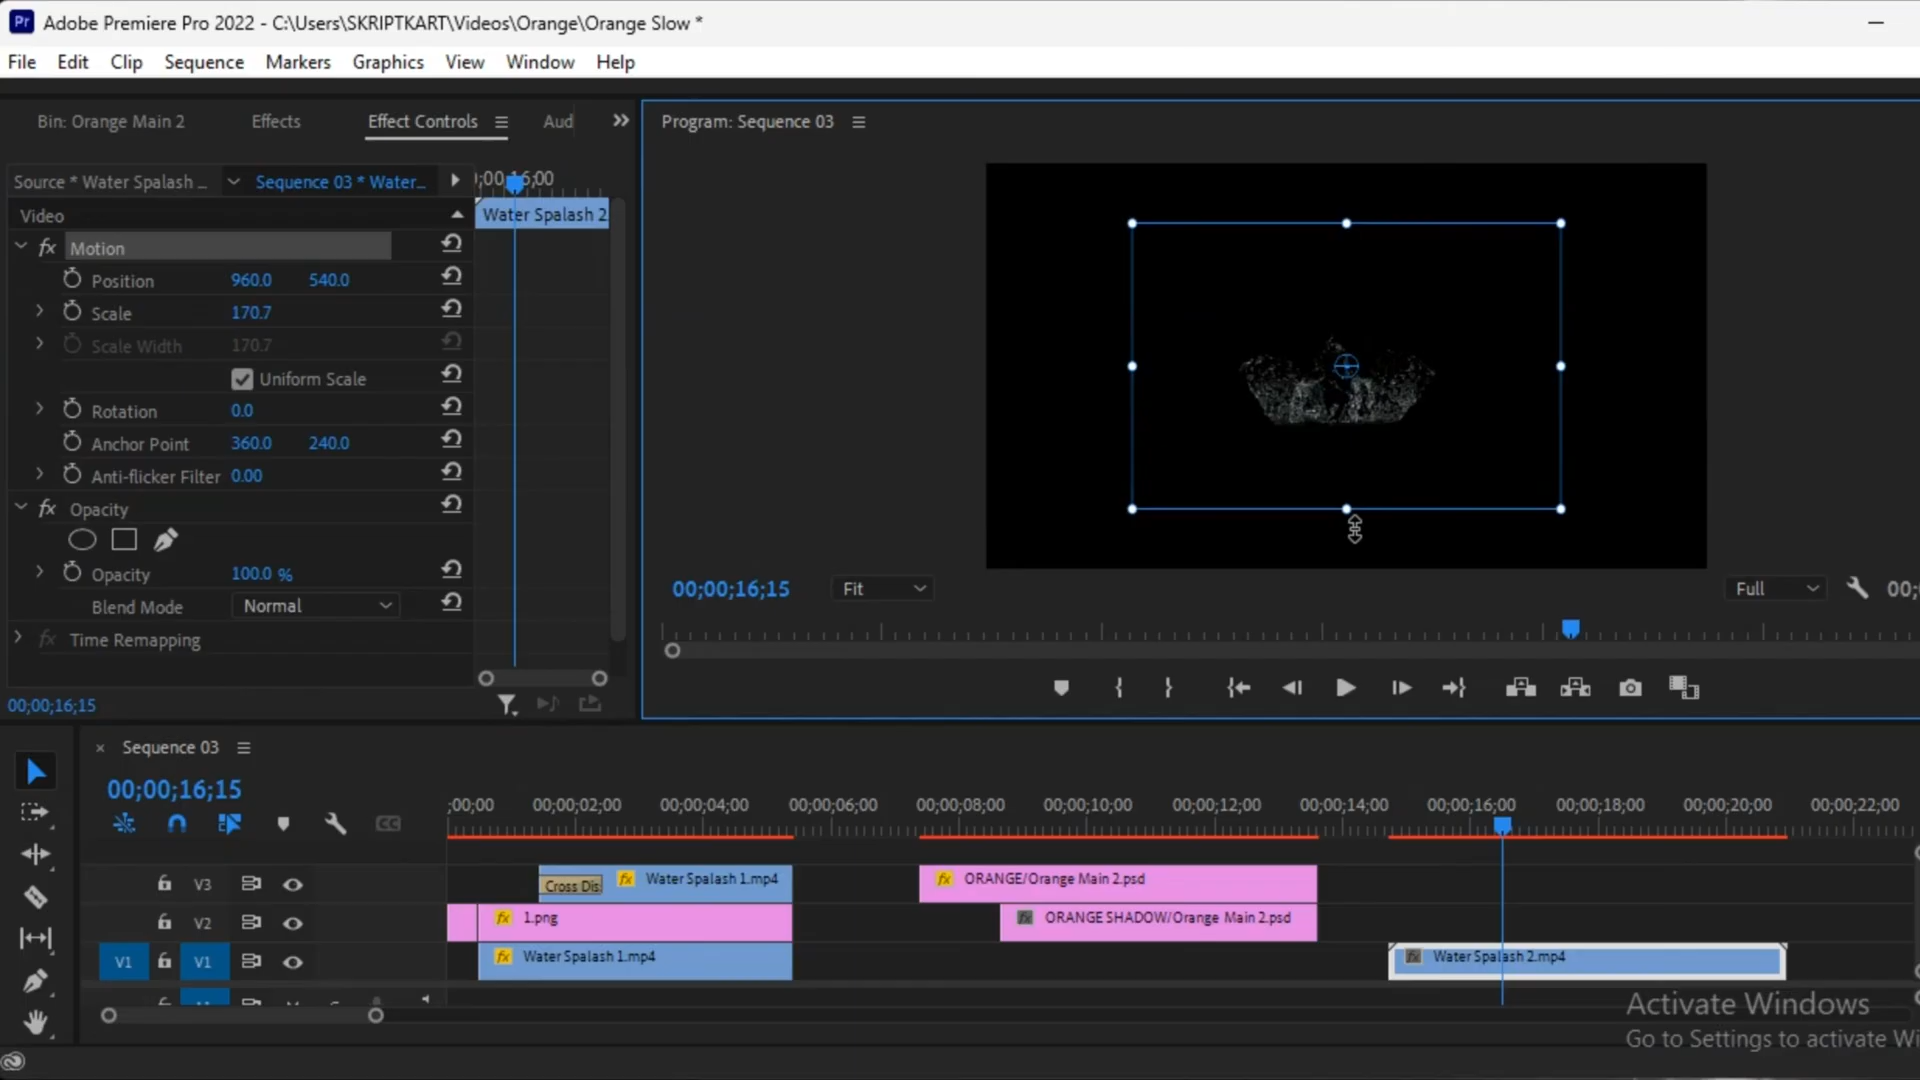 Pr Adobe Premiere Pro 2022 - C:\Users\SKRIPTKART\Videos\Orange\Orange Slow *
File Edit Clip Sequence Markers Graphics View Window Help
Bin: Orange Main 2 Effects Effect Controls Aud
Program: Sequence 03
Source * Water Spalash ... Sequence 03 * Water... ;00;16;00
Video Water Spalash 2
fx Motion
Position 960.0 540.0
Scale 170.7
Scale Width 170.7
Uniform Scale
Rotation 0.0
Anchor Point 360.0 240.0
Anti-flicker Filter 0.00
fx Opacity
Opacity 100.0 %
Blend Mode Normal
fx Time Remapping
00;00;16;15
00;00;16;15 Fit Full 00;
× Sequence 03
00;00;16;15
;00;00 00;00;02;00 00;00;04;00 00;00;06;00 00;00;08;00 00;00;10;00 00;00;12;00 00;00;14;00 00;00;16;00 00;00;18;00 00;00;20;00 00;00;22;00
V3 Cross Dis fx Water Spalash 1.mp4 fx ORANGE/Orange Main 2.psd
V2 fx 1.png fx ORANGE SHADOW/Orange Main 2.psd
V1 V1 fx Water Spalash 1.mp4 fx Water Spalash 2.mp4
Activate Windows
Go to Settings to activate Wi